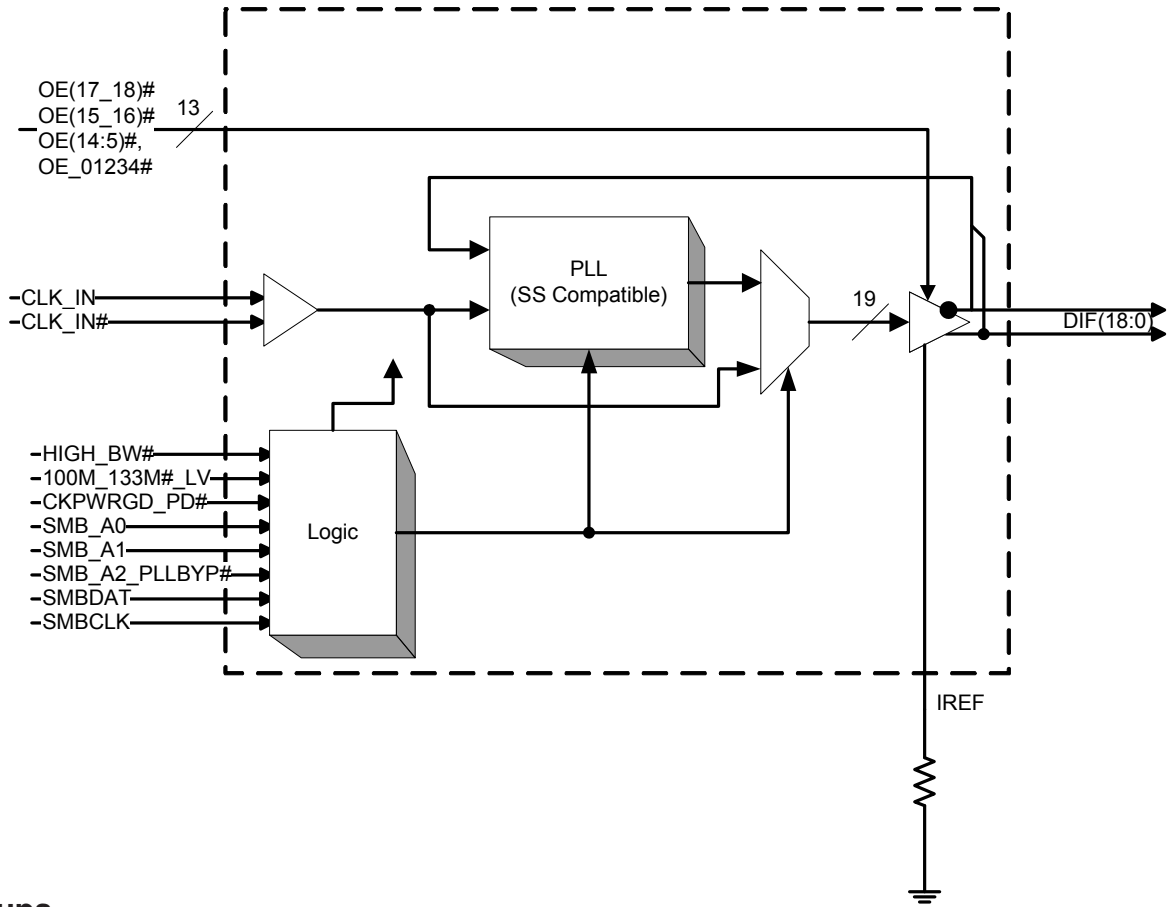 OE(17_18)#
OE(15_16)#
OE(14:5)#,
OE_01234#
13
PLL
(SS Compatible)
CLK_IN
CLK_IN#
19
DIF(18:0)
HIGH_BW#
100M_133M#_LV
CKPWRGD_PD#
SMB_A0
SMB_A1
SMB_A2_PLLBYP#
SMBDAT
SMBCLK
Logic
IREF